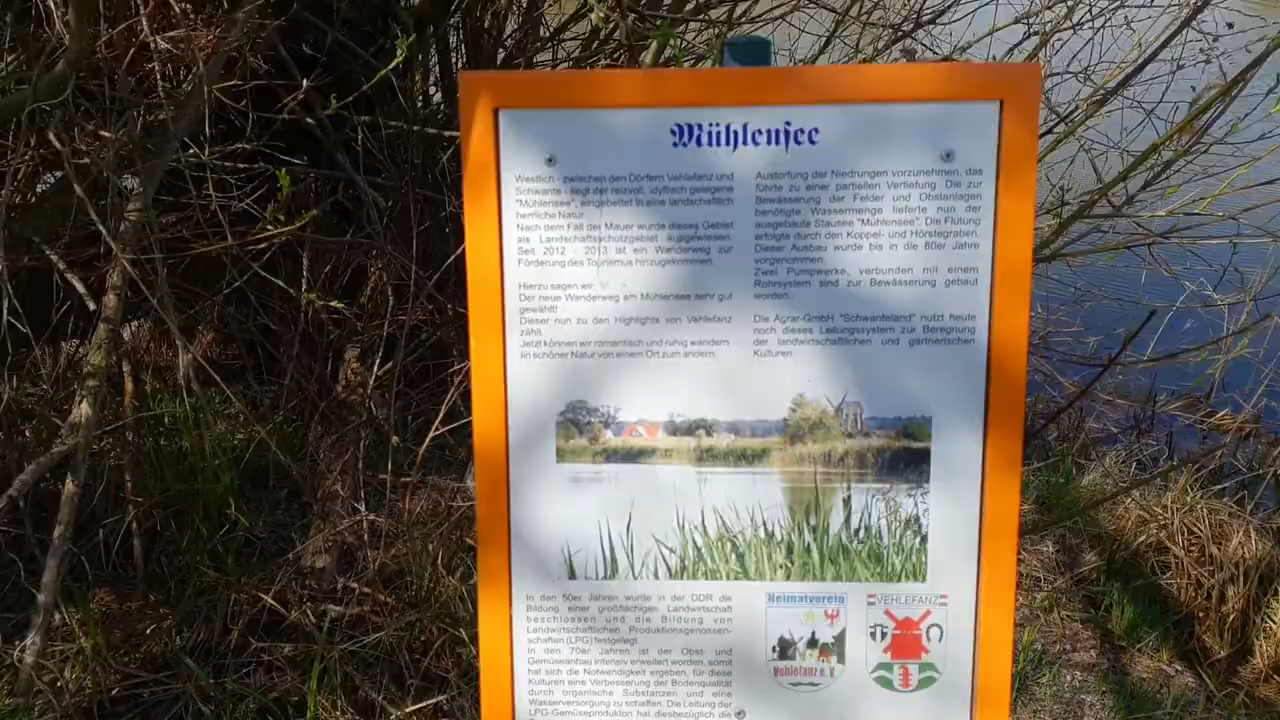 Mühlensee
Westlich - zwischen den Dörfern Vehlefanz und
Schwante - liegt der reizvoll, idyllisch gelegene
"Mühlensee", eingebettet in eine landschaftlich
herrliche Natur.
Nach dem Fall der Mauer wurde dieses Gebiet
als Landschaftsschutzgebiet ausgewiesen.
Seit 2012 - 2013 ist ein Wanderweg zur
Förderung des Tourismus hinzugekommen.
Hierzu sagen wir:
Der neue Wanderweg am Mühlensee sehr gut
gewählt!
Dieser nun zu den Highlights von Vehlefanz
zählt.
Jetzt können wir romantisch und ruhig wandern
in schöner Natur von einem Ort zum andern.
In den 50er Jahren wurde in der DDR die
Bildung einer großflächigen Landwirtschaft
beschlossen und die Bildung von
Landwirtschaftlichen Produktionsgenossen-
schaften (LPG) festgelegt.
In den 70er Jahren ist der Obst- und
Gemüseanbau intensiv erweitert worden, somit
hat sich die Notwendigkeit ergeben, für diese
Kulturen eine Verbesserung der Bodenqualität
durch organische Substanzen und eine
Wasserversorgung zu schaffen. Die Leitung der
LPG-Gemüseproduktion hat diesbezüglich die
Austorfung der Niedrungen vorzunehmen, das
führte zu einer partiellen Vertiefung. Die zur
Bewässerung der Felder und Obstanlagen
benötigte Wassermenge lieferte nun der
ausgebaute Stausee "Mühlensee". Die Flutung
erfolgte durch den Koppel- und Hörstegraben.
Dieser Ausbau wurde bis in die 80er Jahre
vorgenommen.
Zwei Pumpwerke, verbunden mit einem
Rohrsystem sind zur Bewässerung gebaut
worden.
Die Agrar-GmbH "Schwanteland" nutzt heute
noch dieses Leitungssystem zur Beregnung
der landwirtschaftlichen und gärtnerischen
Kulturen.
Heimatverein
Vehlefanz e.V.
VEHLEFANZ